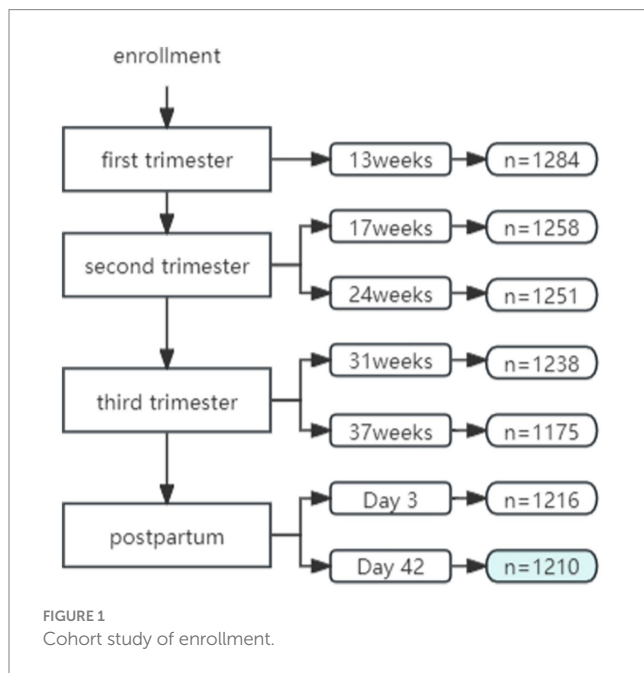 enrollment
first trimester
13weeks
n=1284
second trimester
17weeks
n=1258
24weeks
n=1251
third trimester
31weeks
n=1238
37weeks
n=1175
postpartum
Day 3
n=1216
Day 42
n=1210
FIGURE 1
Cohort study of enrollment.